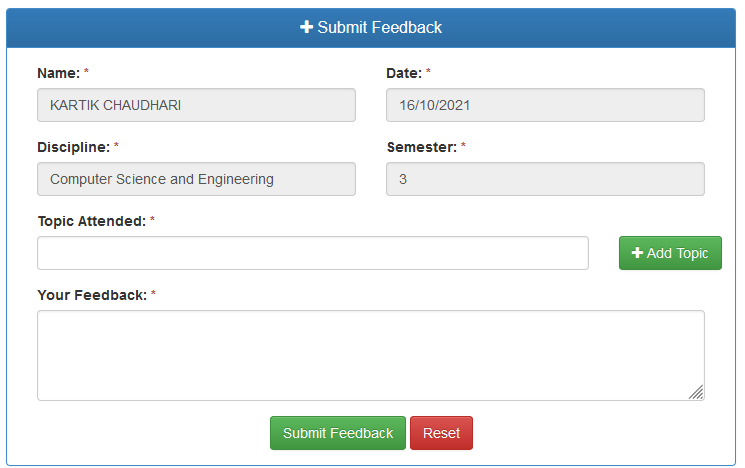 Submit Feedback
Name: * Date: *
KARTIK CHAUDHARI 16/10/2021
Discipline: * Semester: *
Computer Science and Engineering 3
Topic Attended: *
Add Topic
Your Feedback: *
Submit Feedback Reset